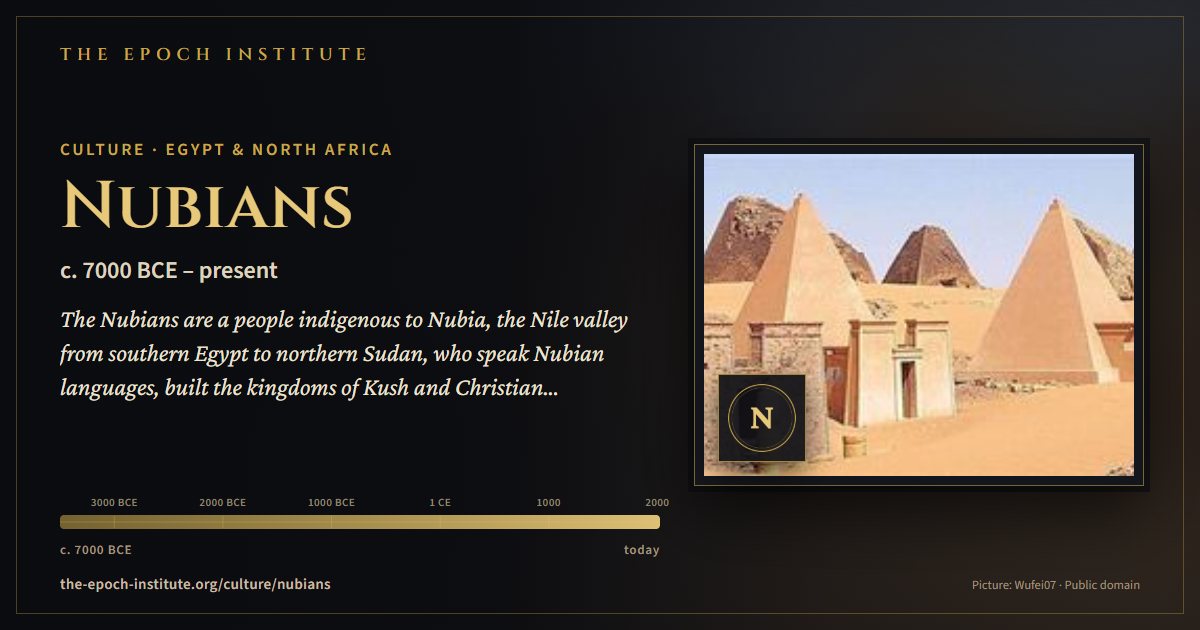 THE EPOCH INSTITUTE
CULTURE · EGYPT & NORTH AFRICA
NUBIANS
c. 7000 BCE – present
The Nubians are a people indigenous to Nubia, the Nile valley
from southern Egypt to northern Sudan, who speak Nubian
languages, built the kingdoms of Kush and Christian...
N
3000 BCE 2000 BCE 1000 BCE 1 CE 1000 2000
c. 7000 BCE today
the-epoch-institute.org/culture/nubians
Picture: Wufei07 · Public domain